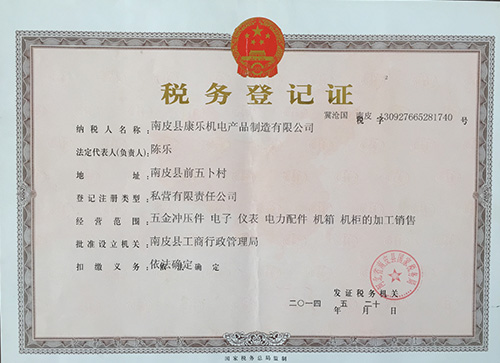 税务登记证
冀沧国 南皮
税 字 130927665281740 号
纳税人名称: 南皮县康乐机电产品制造有限公司
法定代表人(负责人): 陈乐
地址: 南皮县前五卜村
登记注册类型: 私营有限责任公司
经营范围: 五金冲压件 电子 仪表 电力配件 机箱 机柜的加工销售
批准设立机关: 南皮县工商行政管理局
扣缴义务: 依法确定
依法确定
发证税务机关
二〇一四 五 二十
年 月 日
国家税务总局监制